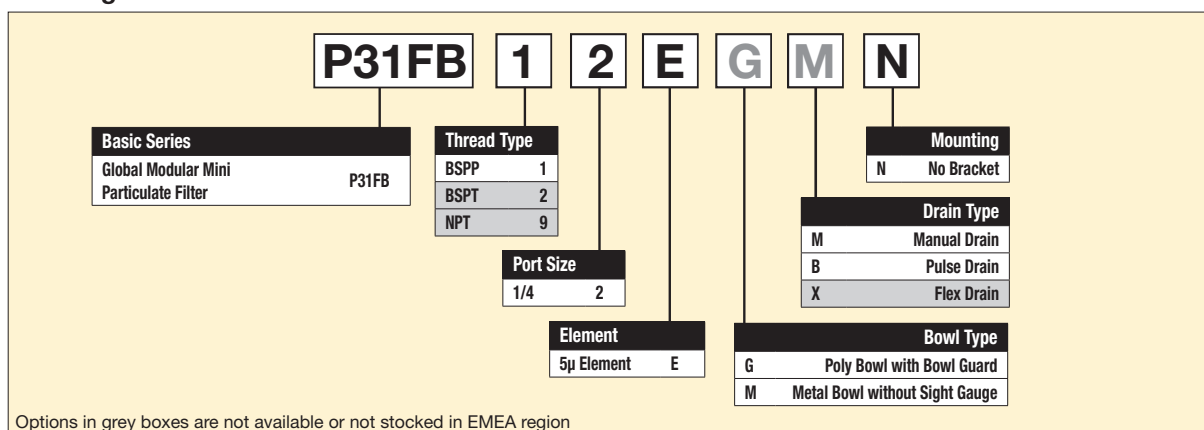 P31FB 1 2 E G M N
Basic Series
Global Modular Mini
Particulate Filter P31FB
Thread Type
BSPP 1
BSPT 2
NPT 9
Mounting
N No Bracket
Drain Type
M Manual Drain
B Pulse Drain
X Flex Drain
Port Size
1/4 2
Element
5µ Element E
Bowl Type
G Poly Bowl with Bowl Guard
M Metal Bowl without Sight Gauge
Options in grey boxes are not available or not stocked in EMEA region